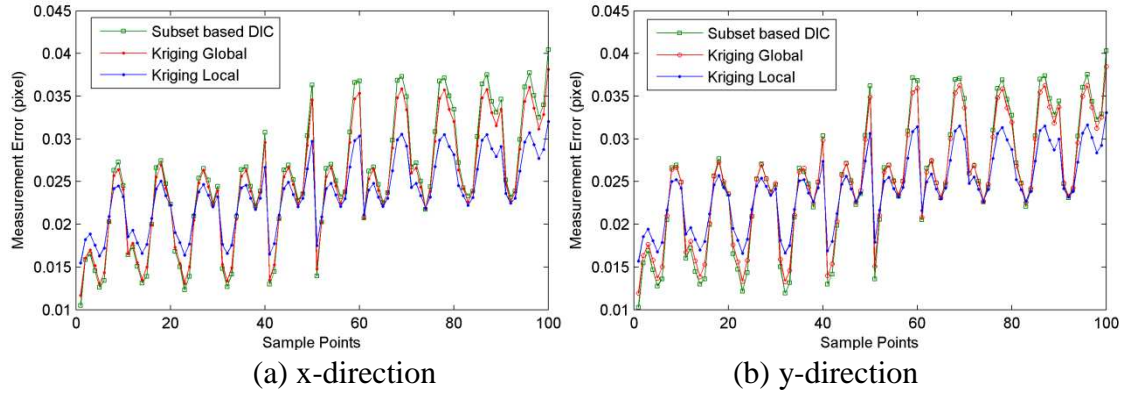 0.045
0.04
0.035
0.03
0.025
0.02
0.015
0.01
Measurement Error (pixel)
Subset based DIC
Kriging Global
Kriging Local
0 20 40 60 80 100
Sample Points
(a) x-direction
0.045
0.04
0.035
0.03
0.025
0.02
0.015
0.01
Measurement Error (pixel)
Subset based DIC
Kriging Global
Kriging Local
0 20 40 60 80 100
Sample Points
(b) y-direction